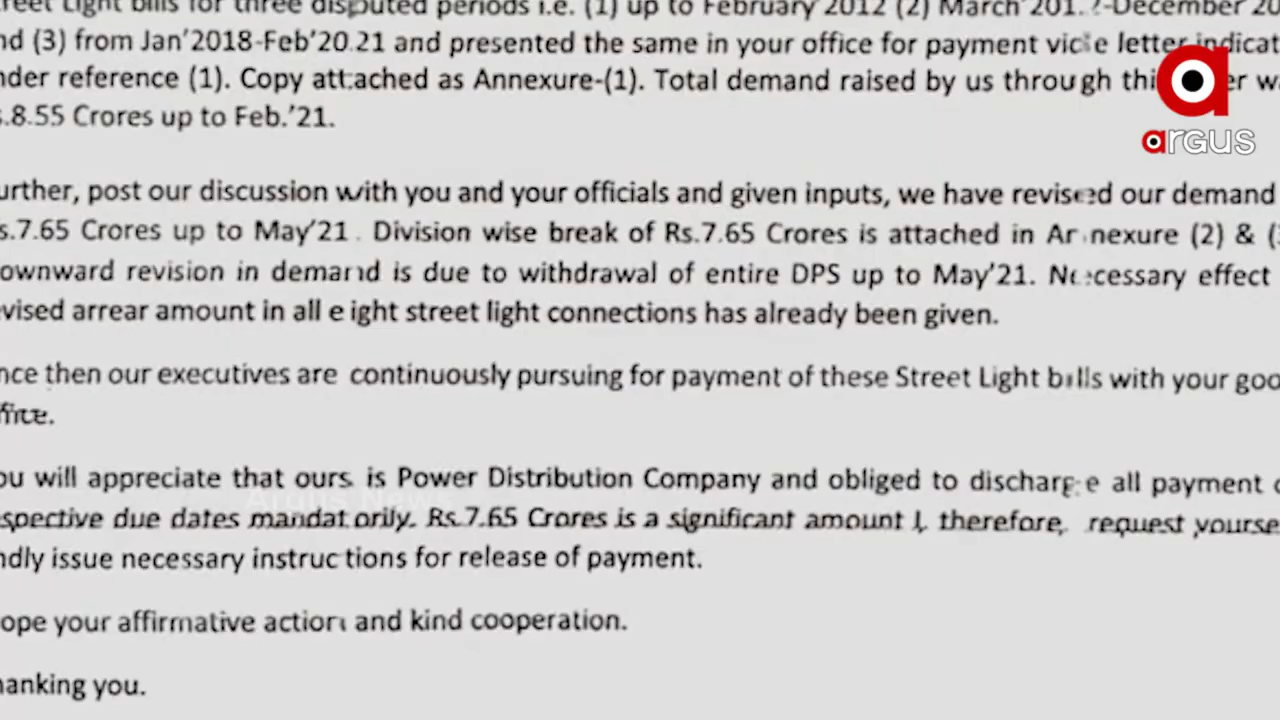 reet Light bills for three disputed periods i.e. (1) up to February 2012 (2) March'201.?-December 20
nd (3) from Jan'2018-Feb'2021 and presented the same in your office for payment vide letter indicat
nder reference (1). Copy attached as Annexure-(1). Total demand raised by us through thi er wa
s.8.55 Crores up to Feb.'21.
urther, post our discussion with you and your officials and given inputs, we have revised our demand
s.7.65 Crores up to May'21. Division wise break of Rs.7.65 Crores is attached in Annexure (2) & (
ownward revision in demand is due to withdrawal of entire DPS up to May'21. Necessary effect
evised arrear amount in all eight street light connections has already been given.
nce then our executives are continuously pursuing for payment of these Street Light bills with your goo
ffice.
ou will appreciate that ours is Power Distribution Company and obliged to discharge all payment o
spective due dates mandatorily. Rs.7.65 Crores is a significant amount I, therefore, request yourse
ndly issue necessary instructions for release of payment.
ope your affirmative action and kind cooperation.
hanking you.
argus
Argus News